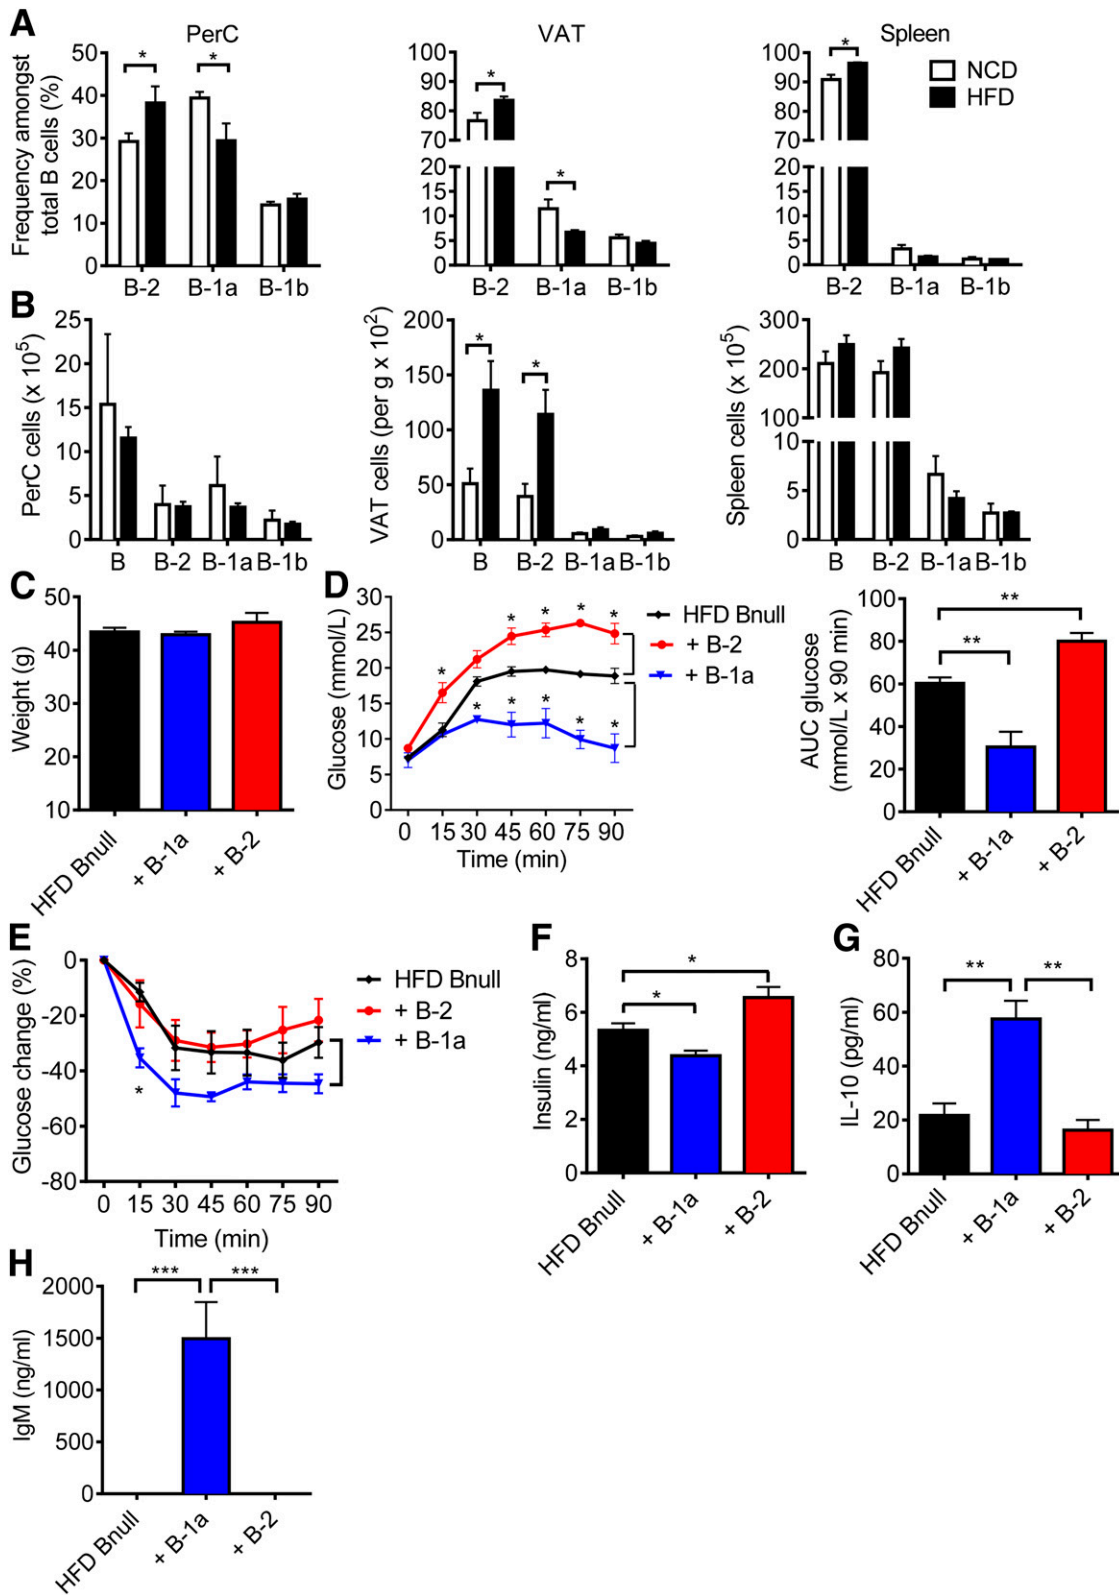 A
PerC
VAT
Spleen
NCD
HFD
Frequency amongst
total B cells (%)
50
40
30
20
10
0
*
*
B-2
B-1a
B-1b
100
90
80
70
20
15
10
5
0
*
*
B-2
B-1a
B-1b
100
90
80
70
20
15
10
5
0
*
B-2
B-1a
B-1b
B
PerC cells (x 10⁵)
25
20
15
10
5
0
B
B-2
B-1a
B-1b
VAT cells (per g x 10²)
200
150
100
50
0
*
*
B
B-2
B-1a
B-1b
Spleen cells (x 10⁵)
300
200
100
10
5
0
B
B-2
B-1a
B-1b
C
Weight (g)
50
40
30
20
10
HFD Bnull
+ B-1a
+ B-2
D
Glucose (mmol/L)
30
25
20
15
10
5
0
* * * * *
* * * * *
0 15 30 45 60 75 90
Time (min)
HFD Bnull
+ B-2
+ B-1a
AUC glucose
(mmol/L x 90 min)
100
80
60
40
20
0
**
**
HFD Bnull
+ B-1a
+ B-2
E
Glucose change (%)
0
-20
-40
-60
-80
*
0 15 30 45 60 75 90
Time (min)
HFD Bnull
+ B-2
+ B-1a
F
Insulin (ng/ml)
8
6
4
2
0
*
*
HFD Bnull
+ B-1a
+ B-2
G
IL-10 (pg/ml)
80
60
40
20
0
**
**
HFD Bnull
+ B-1a
+ B-2
H
IgM (ng/ml)
2000
1500
1000
500
0
***
***
HFD Bnull
+ B-1a
+ B-2